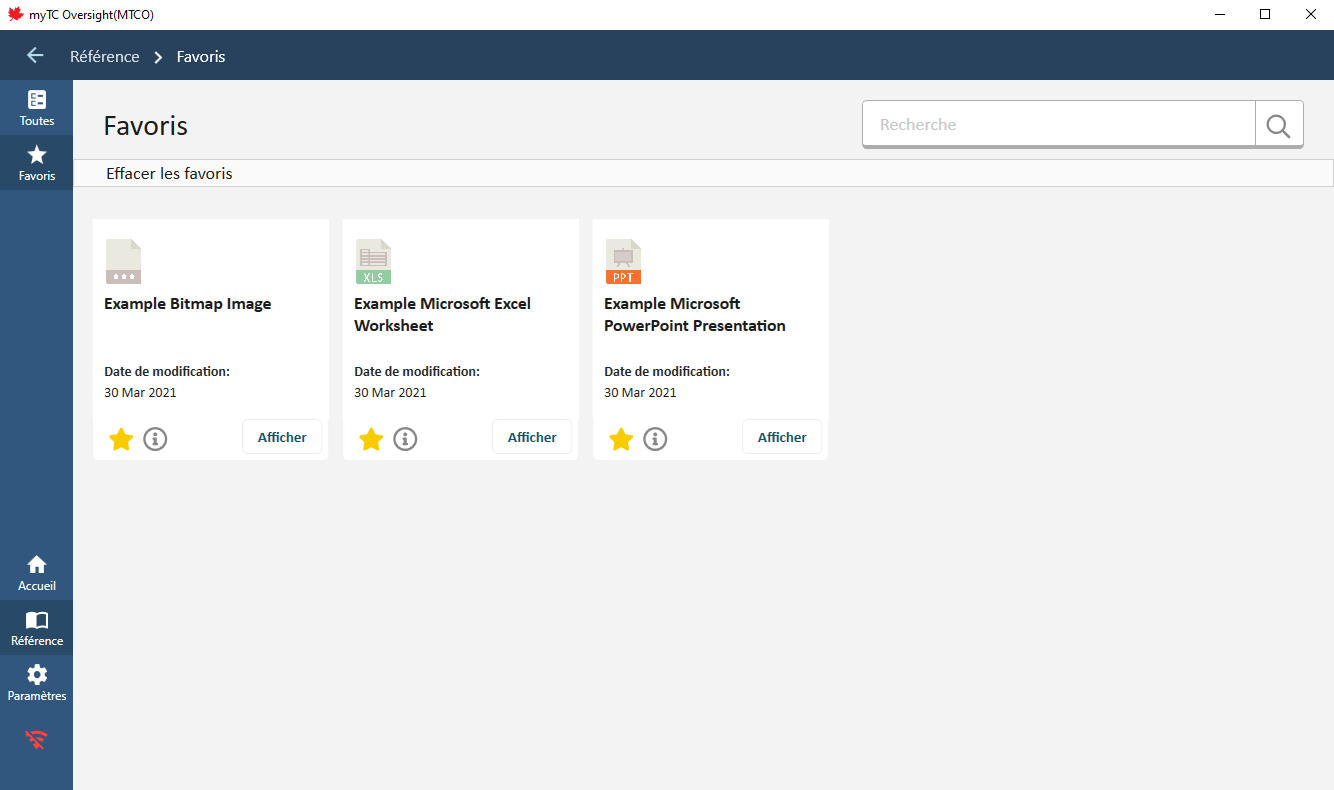 myTC Oversight(MTCO)
Référence
Favoris
Toutes
Favoris
Favoris
Recherche
Effacer les favoris
Example Bitmap Image
Date de modification:
30 Mar 2021
Afficher
XLS
Example Microsoft Excel
Worksheet
Date de modification:
30 Mar 2021
Afficher
PPT
Example Microsoft
PowerPoint Presentation
Date de modification:
30 Mar 2021
Afficher
Accueil
Référence
Paramètres